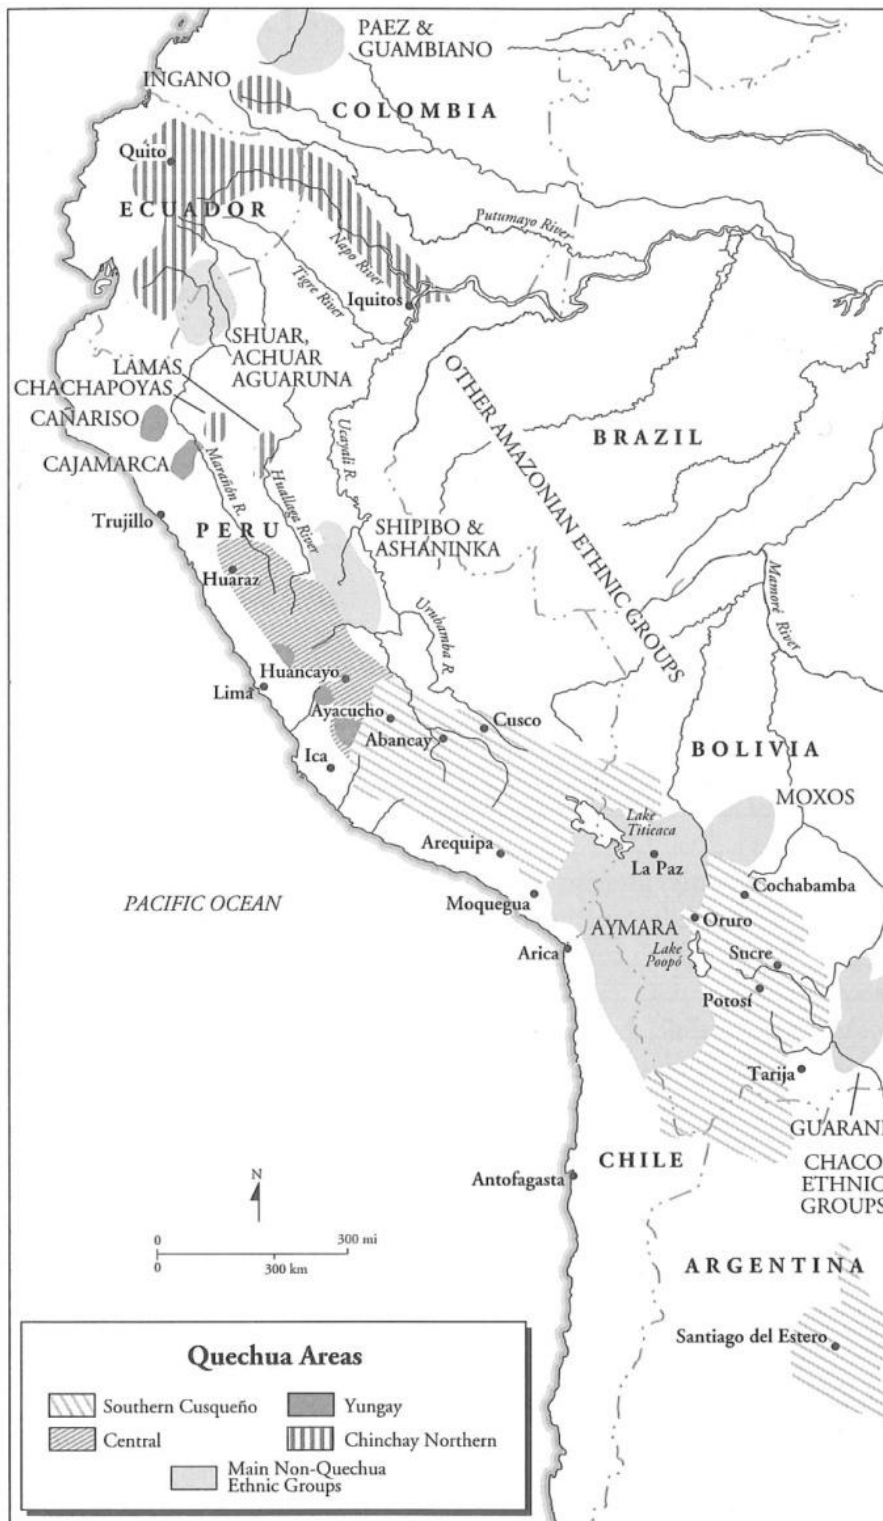 PAEZ &
GUAMBIANO
INGANO
COLOMBIA
Quito
ECUADOR
Putumayo River
Napo River
Tigre River
Iquitos
SHUAR,
ACHUAR
AGUARUNA
LAMAS
CHACHAPOYAS
CAÑARISO
CAJAMARCA
OTHER AMAZONIAN ETHNIC GROUPS
BRAZIL
Ucayali R.
Marañón R.
Huallaga River
Trujillo
PERU
SHIPIBO &
ASHANINKA
Huaraz
Mamoré River
Urubamba R.
Huancayo
Lima
Ayacucho
Cusco
Abancay
Ica
BOLIVIA
MOXOS
Lake
Titicaca
Arequipa
La Paz
Cochabamba
PACIFIC OCEAN
Moquegua
AYMARA
Oruro
Arica
Lake
Poopó
Sucre
Potosí
Tarija
GUARANI
CHILE
CHACO
ETHNIC
GROUPS
Antofagasta
N
0 300 mi
0 300 km
ARGENTINA
Santiago del Estero
Quechua Areas
Southern Cusqueño
Yungay
Central
Chinchay Northern
Main Non-Quechua
Ethnic Groups